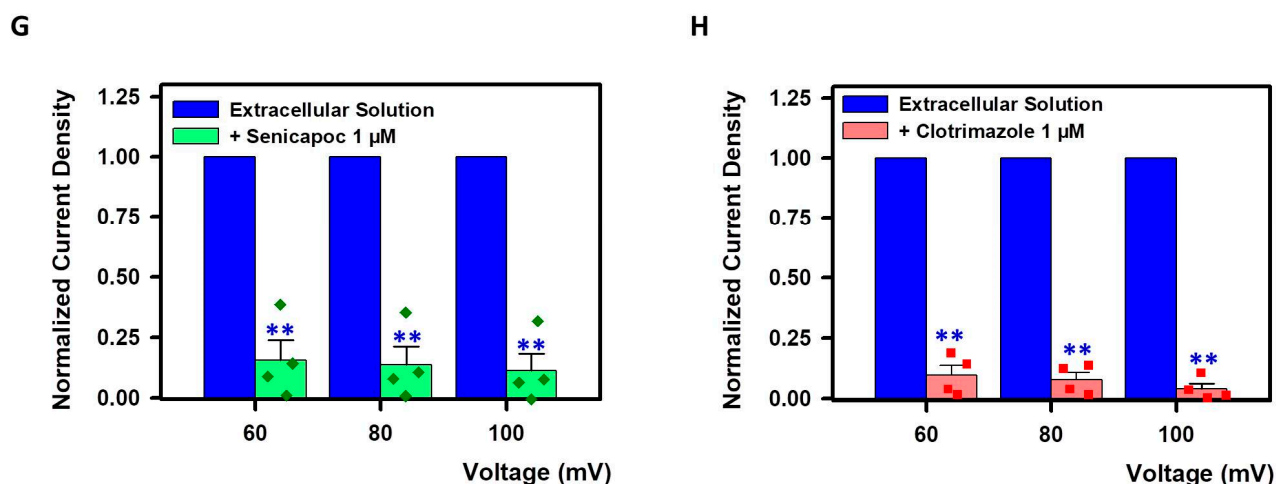 G
Normalized Current Density
1.25
1.00
0.75
0.50
0.25
0.00
Extracellular Solution
+ Senicapoc 1 µM
**
**
**
60
80
100
Voltage (mV)
H
Normalized Current Density
1.25
1.00
0.75
0.50
0.25
0.00
Extracellular Solution
+ Clotrimazole 1 µM
**
**
**
60
80
100
Voltage (mV)